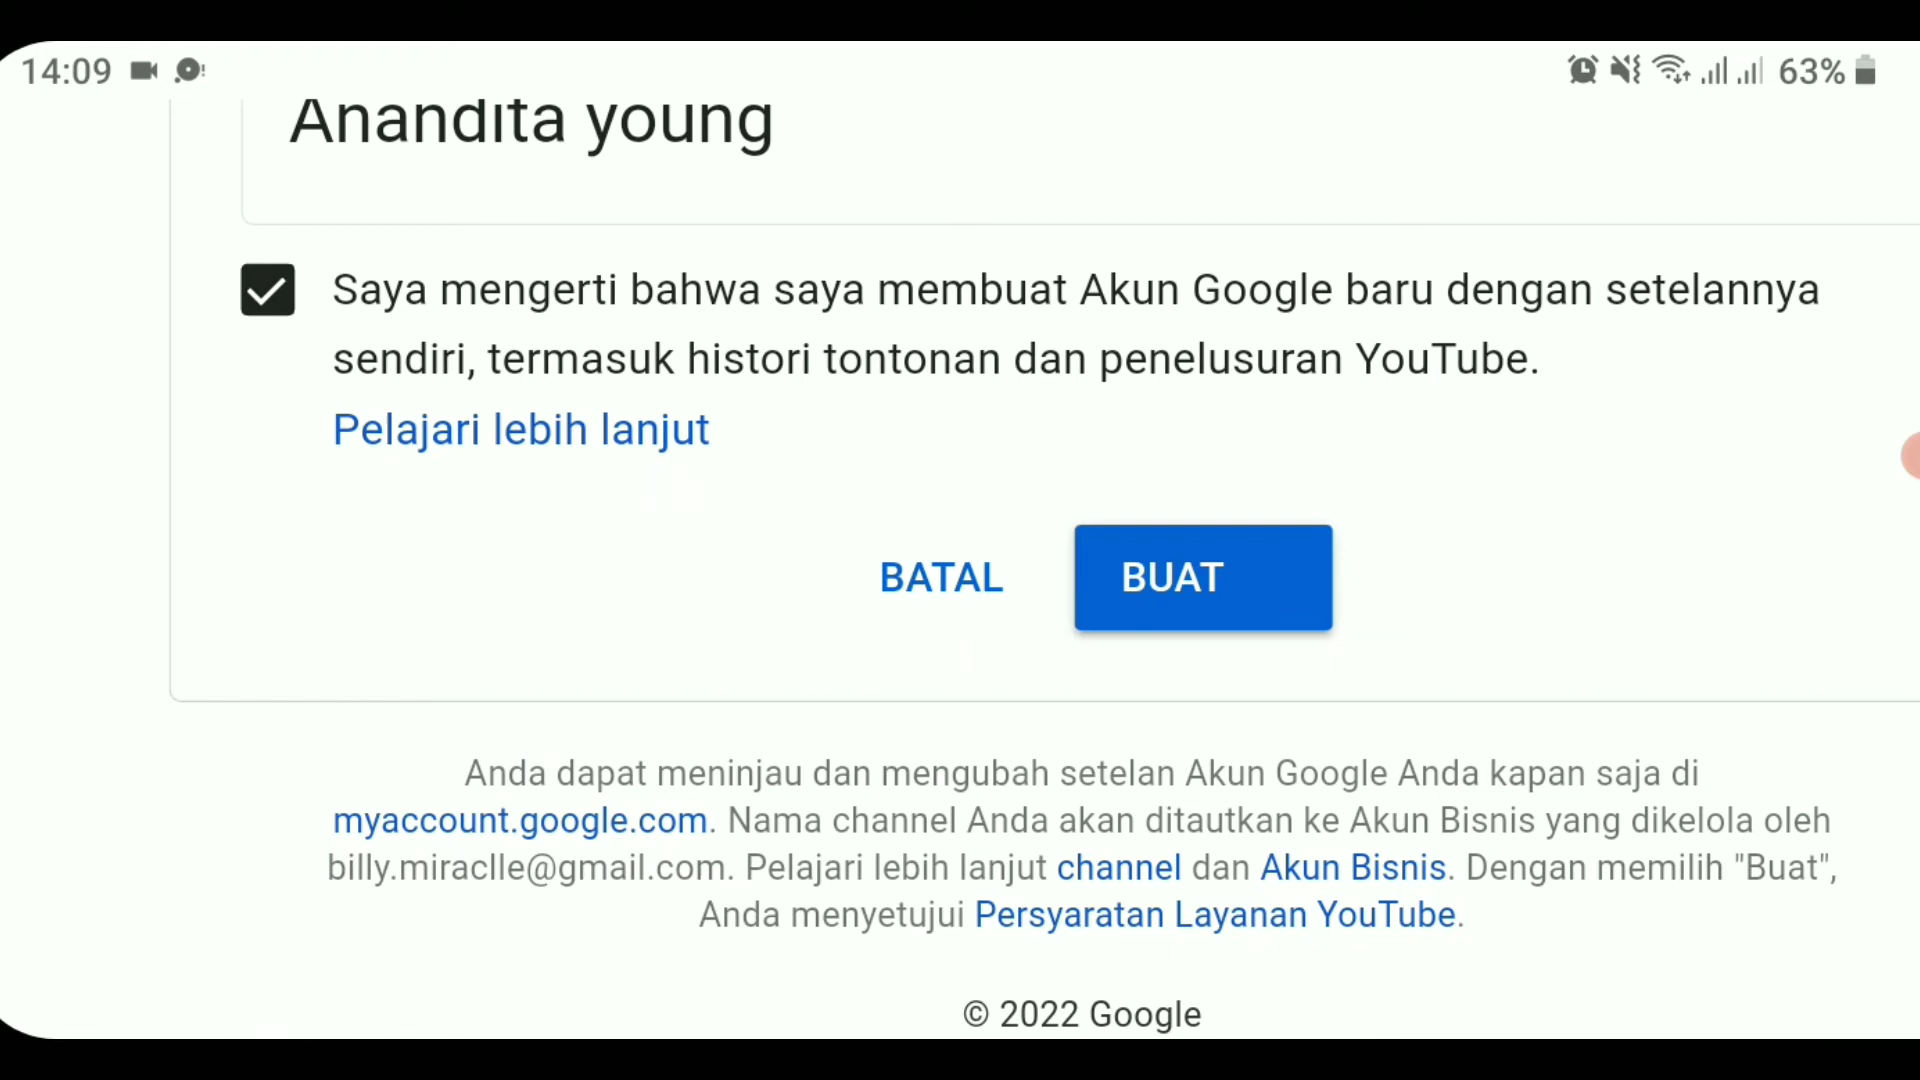 14:09
63%
Anandita young
Saya mengerti bahwa saya membuat Akun Google baru dengan setelannya
sendiri, termasuk histori tontonan dan penelusuran YouTube.
Pelajari lebih lanjut
BATAL
BUAT
Anda dapat meninjau dan mengubah setelan Akun Google Anda kapan saja di
myaccount.google.com. Nama channel Anda akan ditautkan ke Akun Bisnis yang dikelola oleh
billy.miraclle@gmail.com. Pelajari lebih lanjut channel dan Akun Bisnis. Dengan memilih "Buat",
Anda menyetujui Persyaratan Layanan YouTube.
© 2022 Google